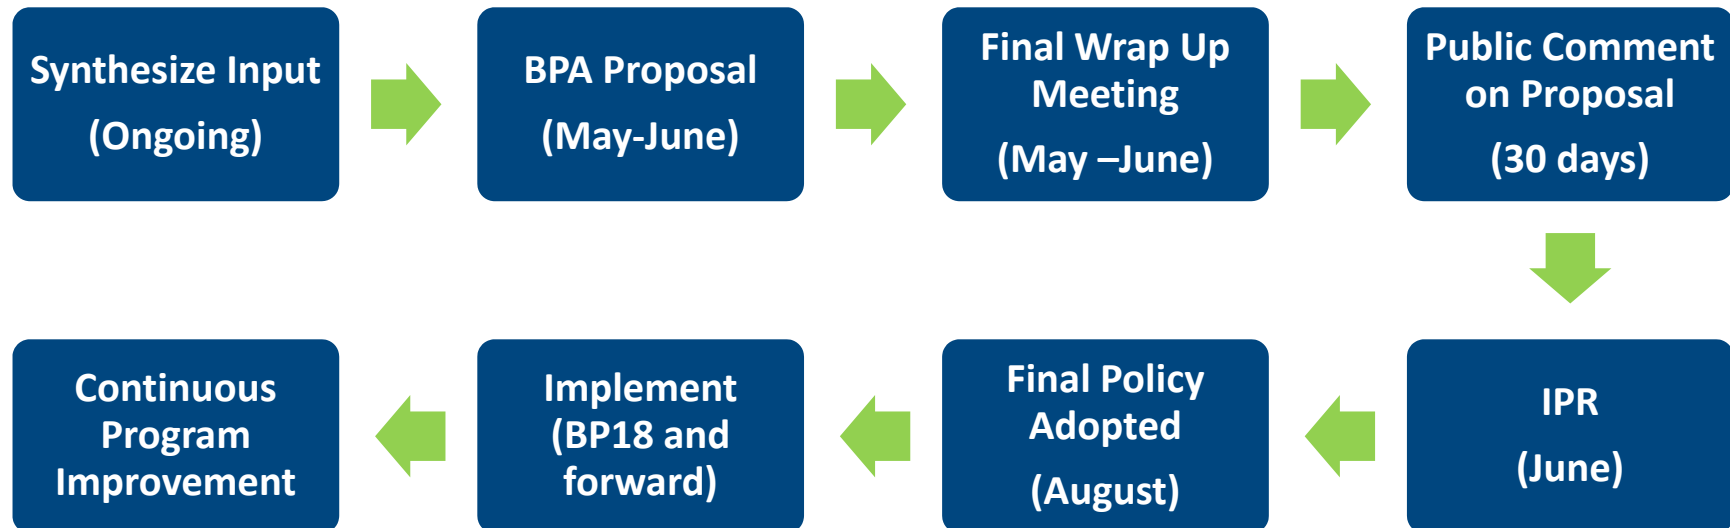 Synthesize Input
(Ongoing)
BPA Proposal
(May-June)
Final Wrap Up
Meeting
(May –June)
Public Comment
on Proposal
(30 days)
IPR
(June)
Final Policy
Adopted
(August)
Implement
(BP18 and
forward)
Continuous
Program
Improvement